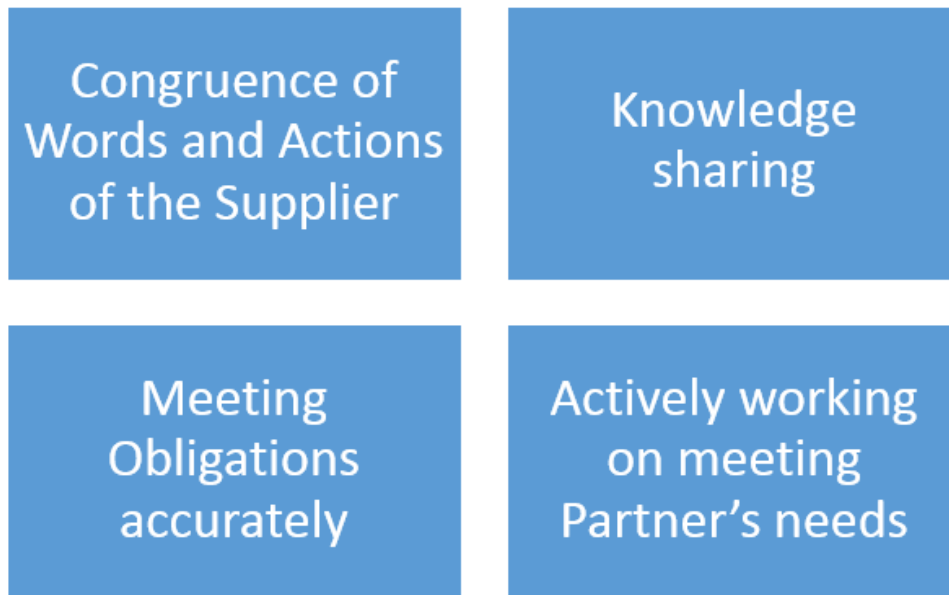 Congruence of
Words and Actions
of the Supplier
Knowledge
sharing
Meeting
Obligations
accurately
Actively working
on meeting
Partner’s needs